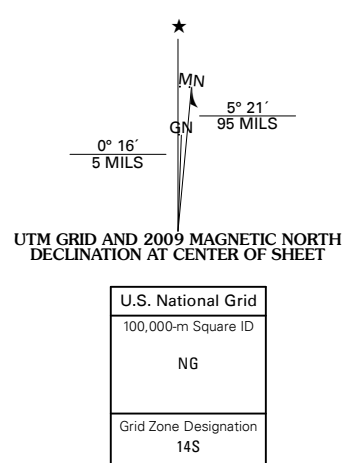 ★
MN
5° 21´
95 MILS
GN
0° 16´
5 MILS
UTM GRID AND 2009 MAGNETIC NORTH
DECLINATION AT CENTER OF SHEET
U.S. National Grid
100,000-m Square ID
NG
Grid Zone Designation
14S